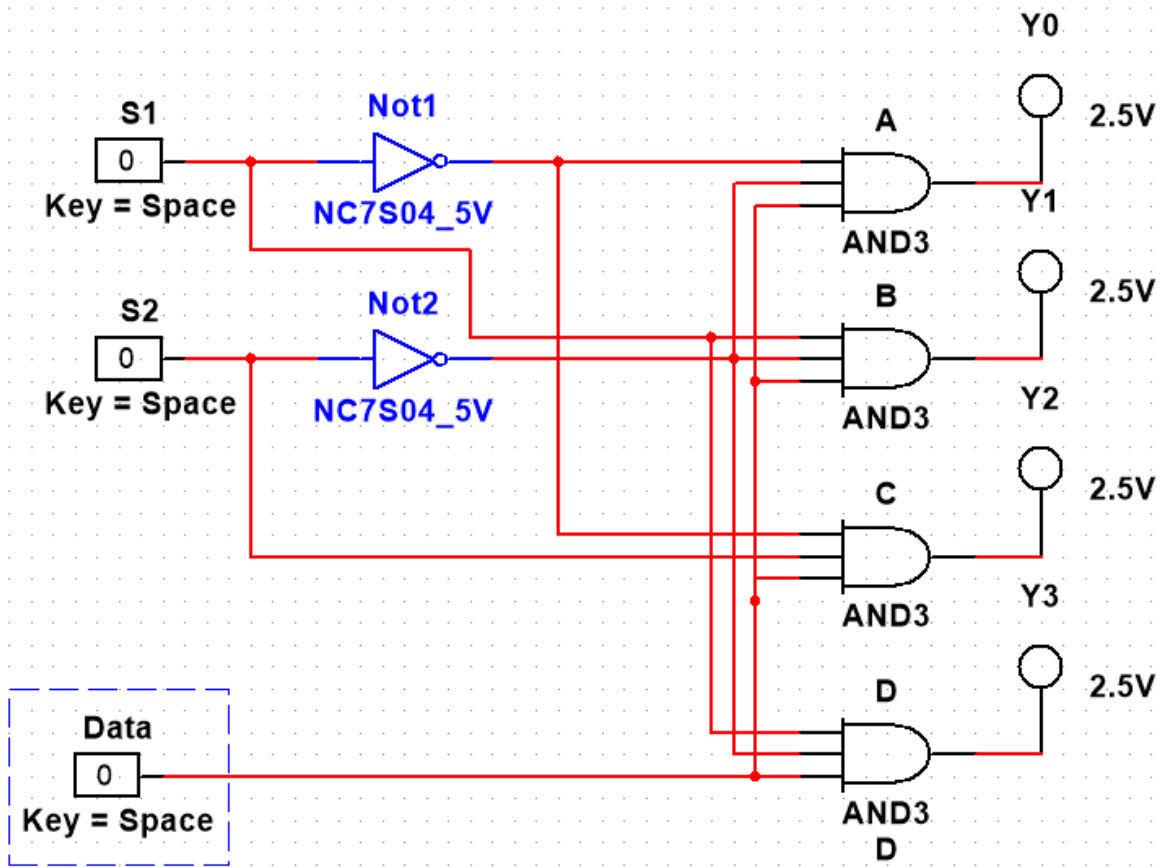 Y0
S1
0
Key = Space
Not1
NC7S04_5V
A
AND3
2.5V
Y1
S2
0
Key = Space
Not2
NC7S04_5V
B
AND3
2.5V
Y2
C
AND3
2.5V
Y3
Data
0
Key = Space
D
AND3
D
2.5V